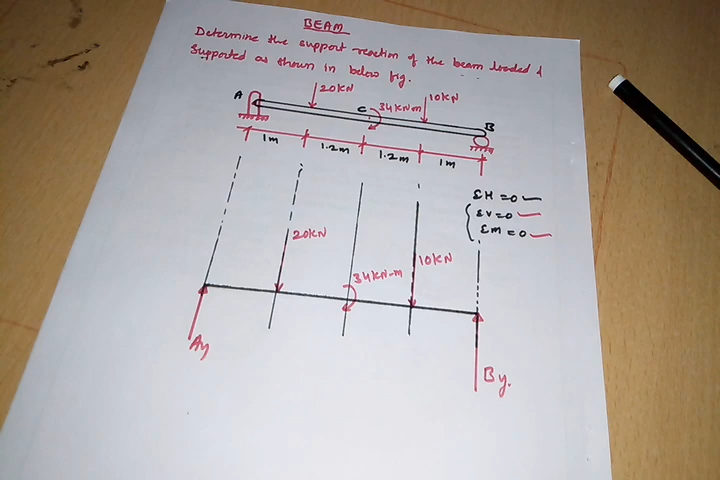 BEAM
Determine the support reaction of the beam loaded &
Supported as shown in below fig.
20KN
10KN
A
C
34KN-m
B
1m
1.2m
1.2m
1m
ΣH = 0
ΣV = 0
Σm = 0
20KN
34KN-m
10KN
Ay
By.